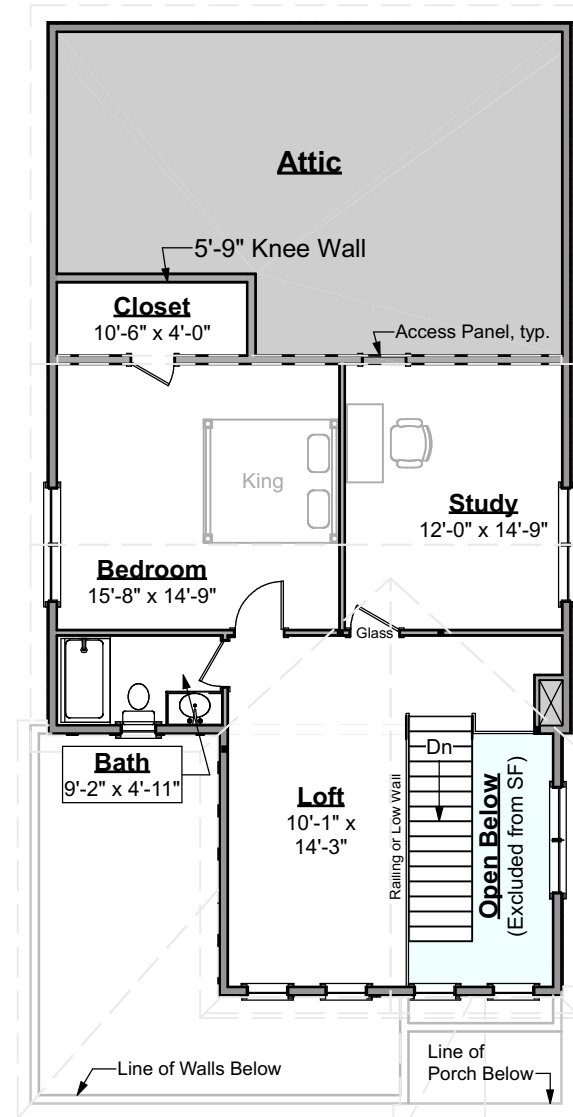 Attic
5'-9" Knee Wall
Closet
10'-6" x 4'-0"
Access Panel, typ.
King
Study
12'-0" x 14'-9"
Bedroom
15'-8" x 14'-9"
Glass
Dn
Bath
9'-2" x 4'-11"
Loft
10'-1" x
14'-3"
Railing or Low Wall
Open Below
(Excluded from SF)
Line of Walls Below
Line of
Porch Below